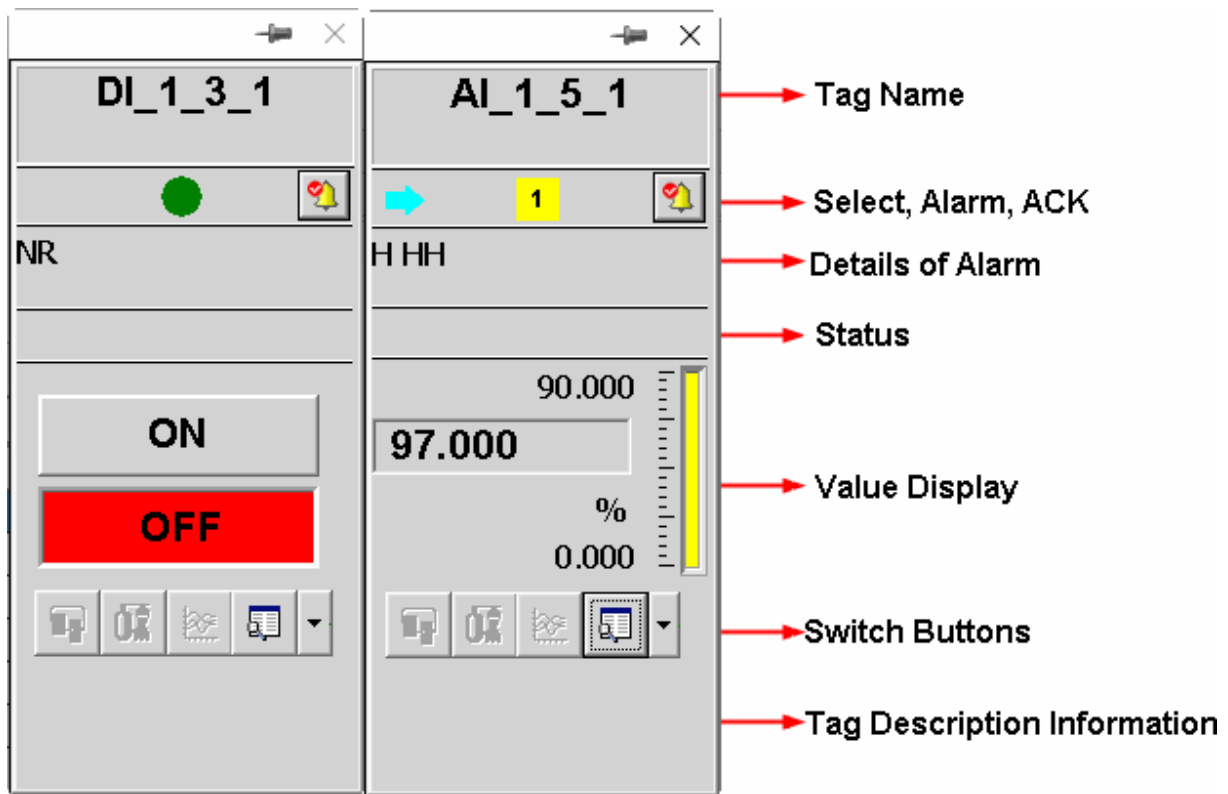 DI_1_3_1
NR
ON
OFF
AI_1_5_1
1
H HH
90.000
97.000
%
0.000
Tag Name
Select, Alarm, ACK
Details of Alarm
Status
Value Display
Switch Buttons
Tag Description Information